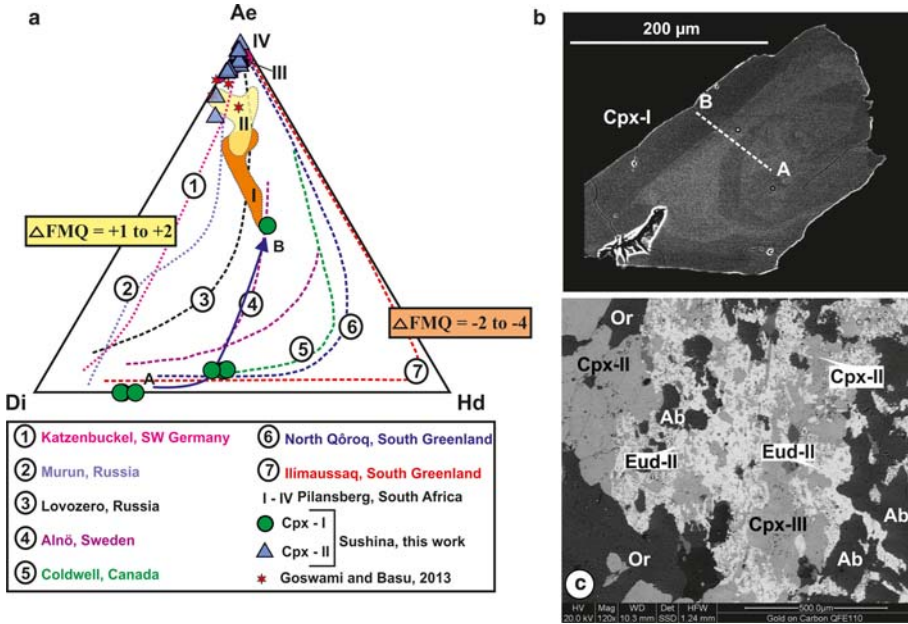 a
Ae
IV
III
II
I
B
A
1
2
3
4
5
6
7
△FMQ = +1 to +2
△FMQ = -2 to -4
Di
Hd
1 Katzenbuckel, SW Germany
2 Murun, Russia
3 Lovozero, Russia
4 Alnö, Sweden
5 Coldwell, Canada
6 North Qôroq, South Greenland
7 Ilimaussaq, South Greenland
I - IV Pilansberg, South Africa
Cpx - I
Cpx - II
Sushina, this work
Goswami and Basu, 2013
b
200 µm
Cpx-I
B
A
Or
Cpx-II
Cpx-II
Ab
Eud-II
Eud-II
Cpx-III
Ab
Ab
Or
c
HV Mag WD Det HFW 500.0µm
20.0 kV 120x 10.3 mm SSD 1.24 mm Gold on Carbon QFE110